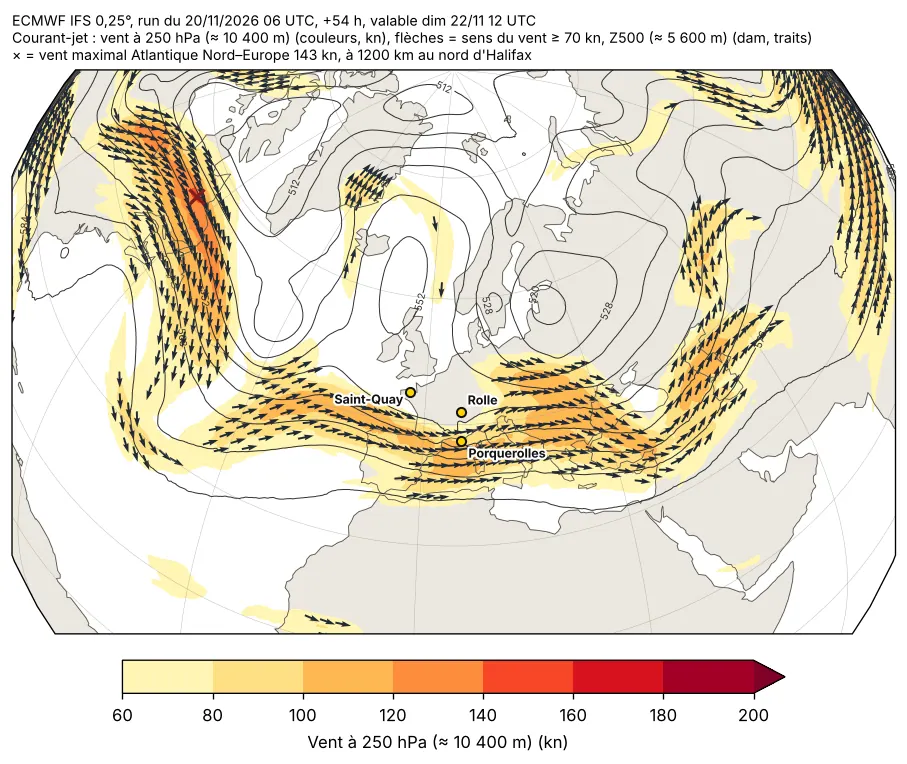 ECMWF IFS 0,25°, run du 20/11/2026 06 UTC, +54 h, valable dim 22/11 12 UTC
Courant-jet : vent à 250 hPa (≈ 10 400 m) (couleurs, kn), flèches = sens du vent ≥ 70 kn, Z500 (≈ 5 600 m) (dam, traits)
× = vent maximal Atlantique Nord–Europe 143 kn, à 1200 km au nord d'Halifax
512
512
584
552
528
520
528
Saint-Quay
Rolle
Porquerolles
60 80 100 120 140 160 180 200
Vent à 250 hPa (≈ 10 400 m) (kn)